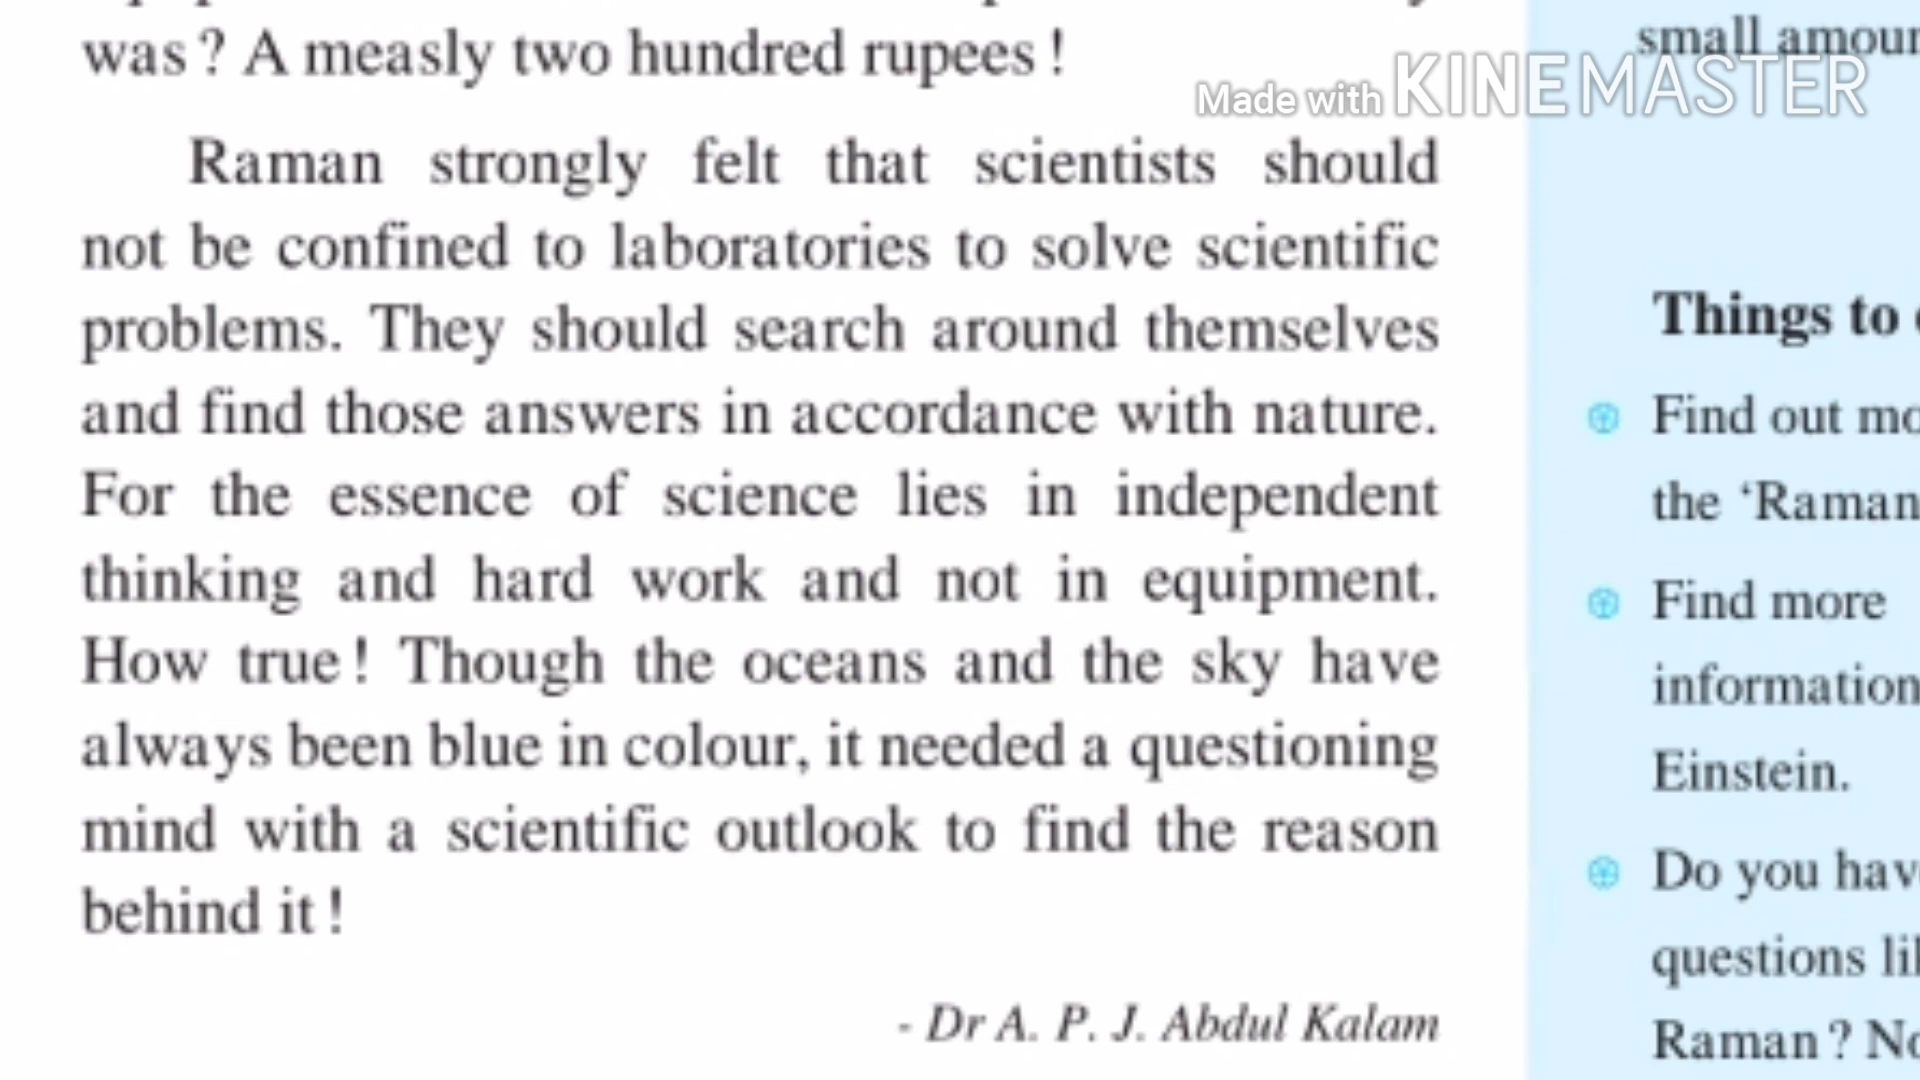 was? A measly two hundred rupees!
Raman strongly felt that scientists should
not be confined to laboratories to solve scientific
problems. They should search around themselves
and find those answers in accordance with nature.
For the essence of science lies in independent
thinking and hard work and not in equipment.
How true! Though the oceans and the sky have
always been blue in colour, it needed a questioning
mind with a scientific outlook to find the reason
behind it!
- Dr A. P. J. Abdul Kalam
small
Made with KINEMASTER
Things to
Find out
the ‘Raman
Find more
information
Einstein.
Do you
questions
Raman?